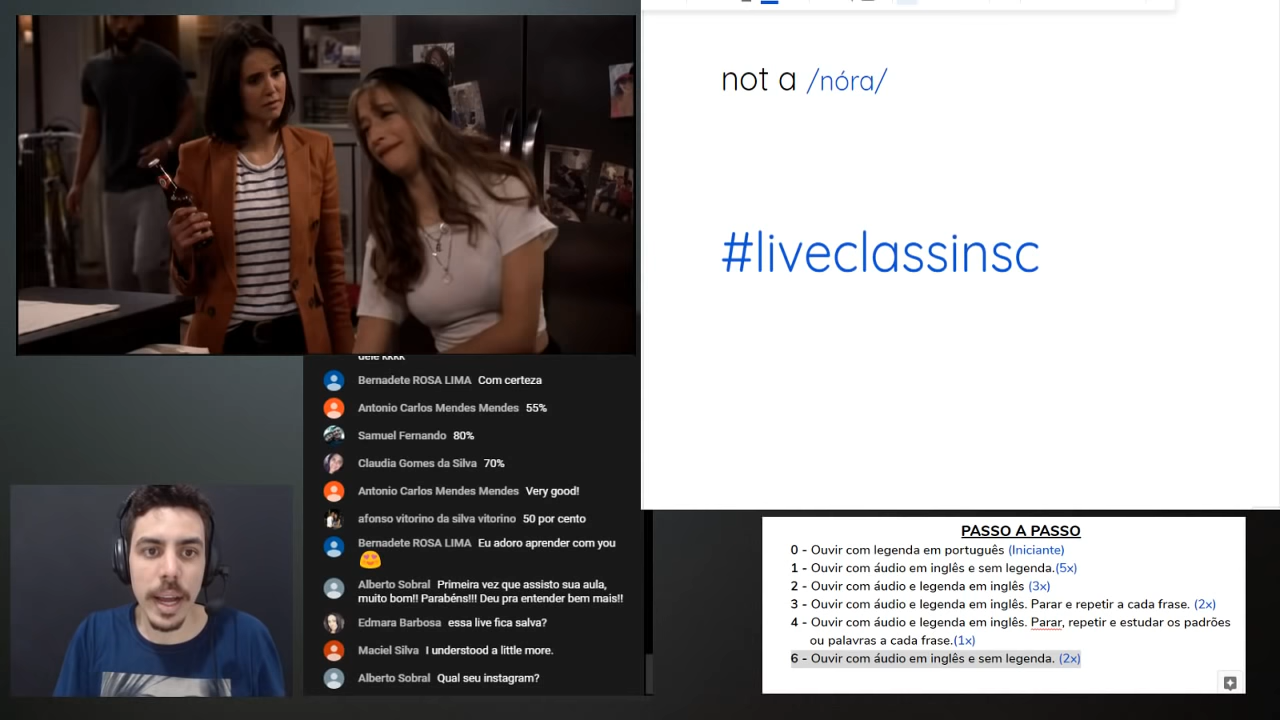 not a /nóra/
#liveclassinsc
dele kkkk
Bernadete ROSA LIMA Com certeza
Antonio Carlos Mendes Mendes 55%
Samuel Fernando 80%
Claudia Gomes da Silva 70%
Antonio Carlos Mendes Mendes Very good!
afonso vitorino da silva vitorino 50 por cento
Bernadete ROSA LIMA Eu adoro aprender com you
😍
Alberto Sobral Primeira vez que assisto sua aula,
muito bom!! Parabéns!!! Deu pra entender bem mais!!
Edmara Barbosa essa live fica salva?
Maciel Silva I understood a little more.
Alberto Sobral Qual seu instagram?
PASSO A PASSO
0 - Ouvir com legenda em português (Iniciante)
1 - Ouvir com áudio em inglês e sem legenda.(5x)
2 - Ouvir com áudio e legenda em inglês (3x)
3 - Ouvir com áudio e legenda em inglês. Parar e repetir a cada frase. (2x)
4 - Ouvir com áudio e legenda em inglês. Parar, repetir e estudar os padrões
ou palavras a cada frase.(1x)
6 - Ouvir com áudio em inglês e sem legenda. (2x)